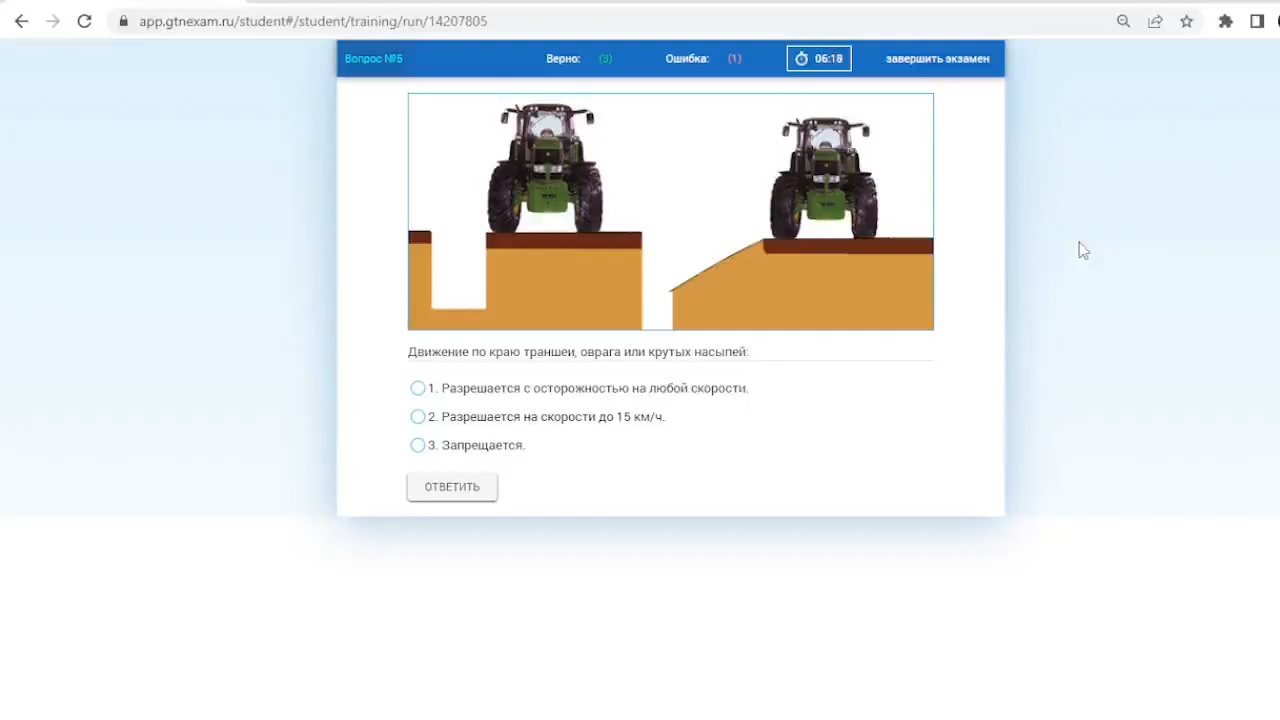 app.gtnexam.ru/student#/student/training/run/14207805
Вопрос №5 Верно: (3) Ошибка: (1) 06:18 завершить экзамен
Движение по краю траншеи, оврага или крутых насыпей:
1. Разрешается с осторожностью на любой скорости.
2. Разрешается на скорости до 15 км/ч.
3. Запрещается.
ОТВЕТИТЬ